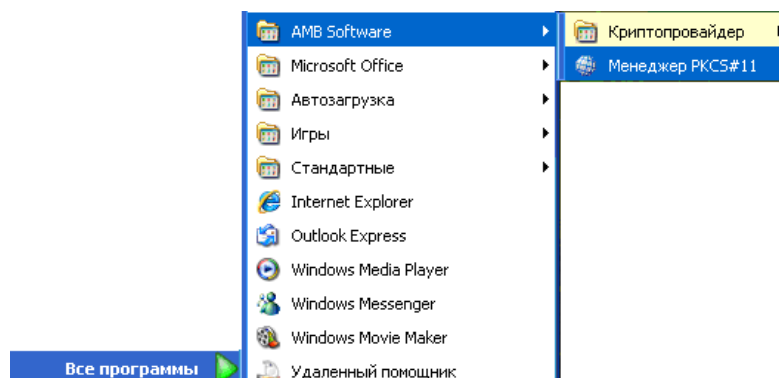 AMB Software
Microsoft Office
Автозагрузка
Игры
Стандартные
Internet Explorer
Outlook Express
Windows Media Player
Windows Messenger
Windows Movie Maker
Удаленный помощник
Криптопровайдер
Менеджер PKCS#11
Все программы